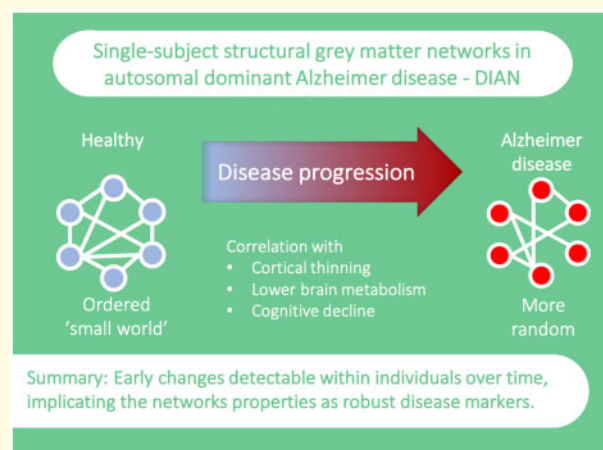 Single-subject structural grey matter networks in
autosomal dominant Alzheimer disease - DIAN
Healthy
Disease progression
Alzheimer
disease
Correlation with
• Cortical thinning
• Lower brain metabolism
• Cognitive decline
Ordered
'small world'
More
random
Summary: Early changes detectable within individuals over time,
implicating the networks properties as robust disease markers.